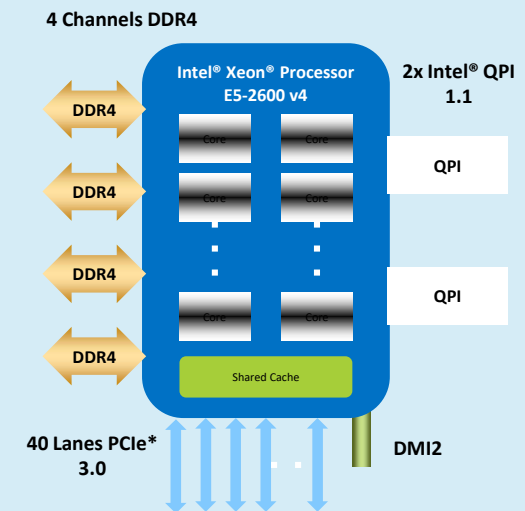 4 Channels DDR4
Intel® Xeon® Processor
E5-2600 v4
2x Intel® QPI
1.1
DDR4
Core
Core
QPI
DDR4
Core
Core
DDR4
QPI
Core
Core
DDR4
Shared Cache
40 Lanes PCIe*
3.0
DMI2